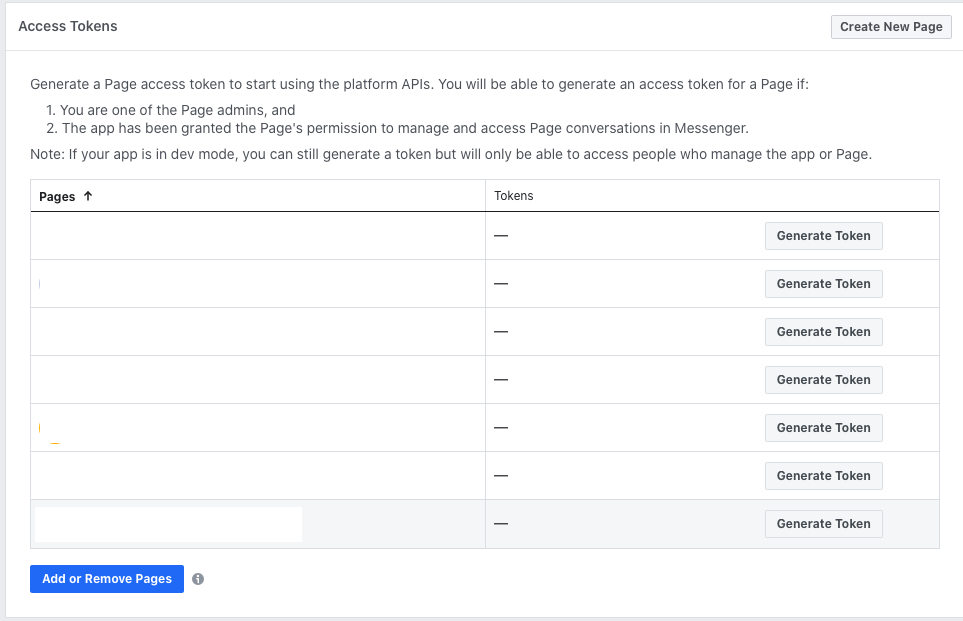 Access Tokens
Create New Page
Generate a Page access token to start using the platform APIs. You will be able to generate an access token for a Page if:
1. You are one of the Page admins, and
2. The app has been granted the Page's permission to manage and access Page conversations in Messenger.
Note: If your app is in dev mode, you can still generate a token but will only be able to access people who manage the app or Page.
Pages ↑ Tokens
— Generate Token
— Generate Token
— Generate Token
— Generate Token
— Generate Token
— Generate Token
— Generate Token
Add or Remove Pages